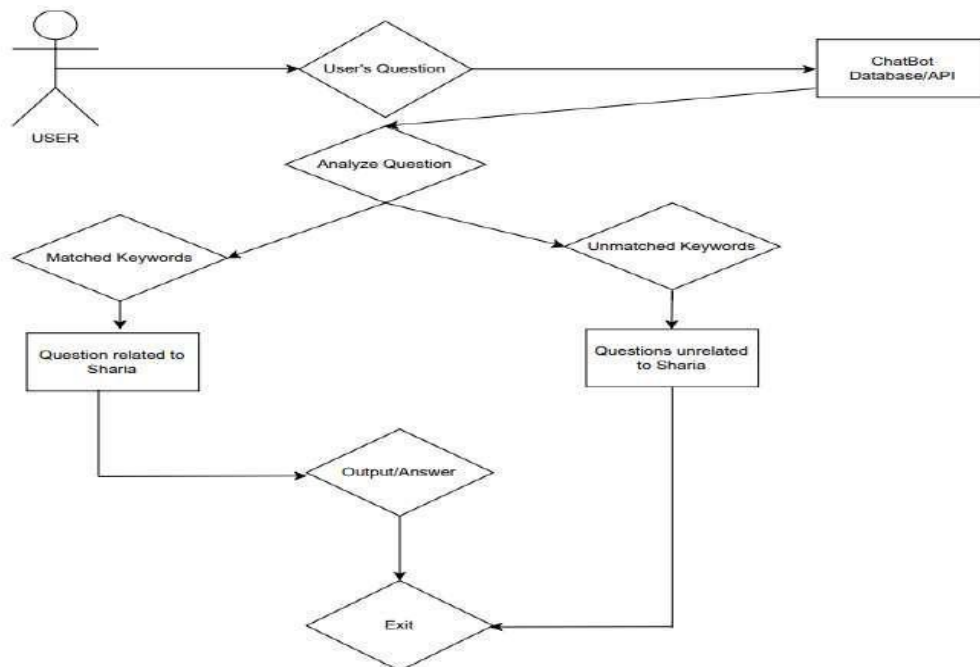 User's Question
ChatBot
Database/API
USER
Analyze Question
Matched Keywords
Unmatched Keywords
Question related to
Sharia
Questions unrelated
to Sharia
Output/Answer
Exit